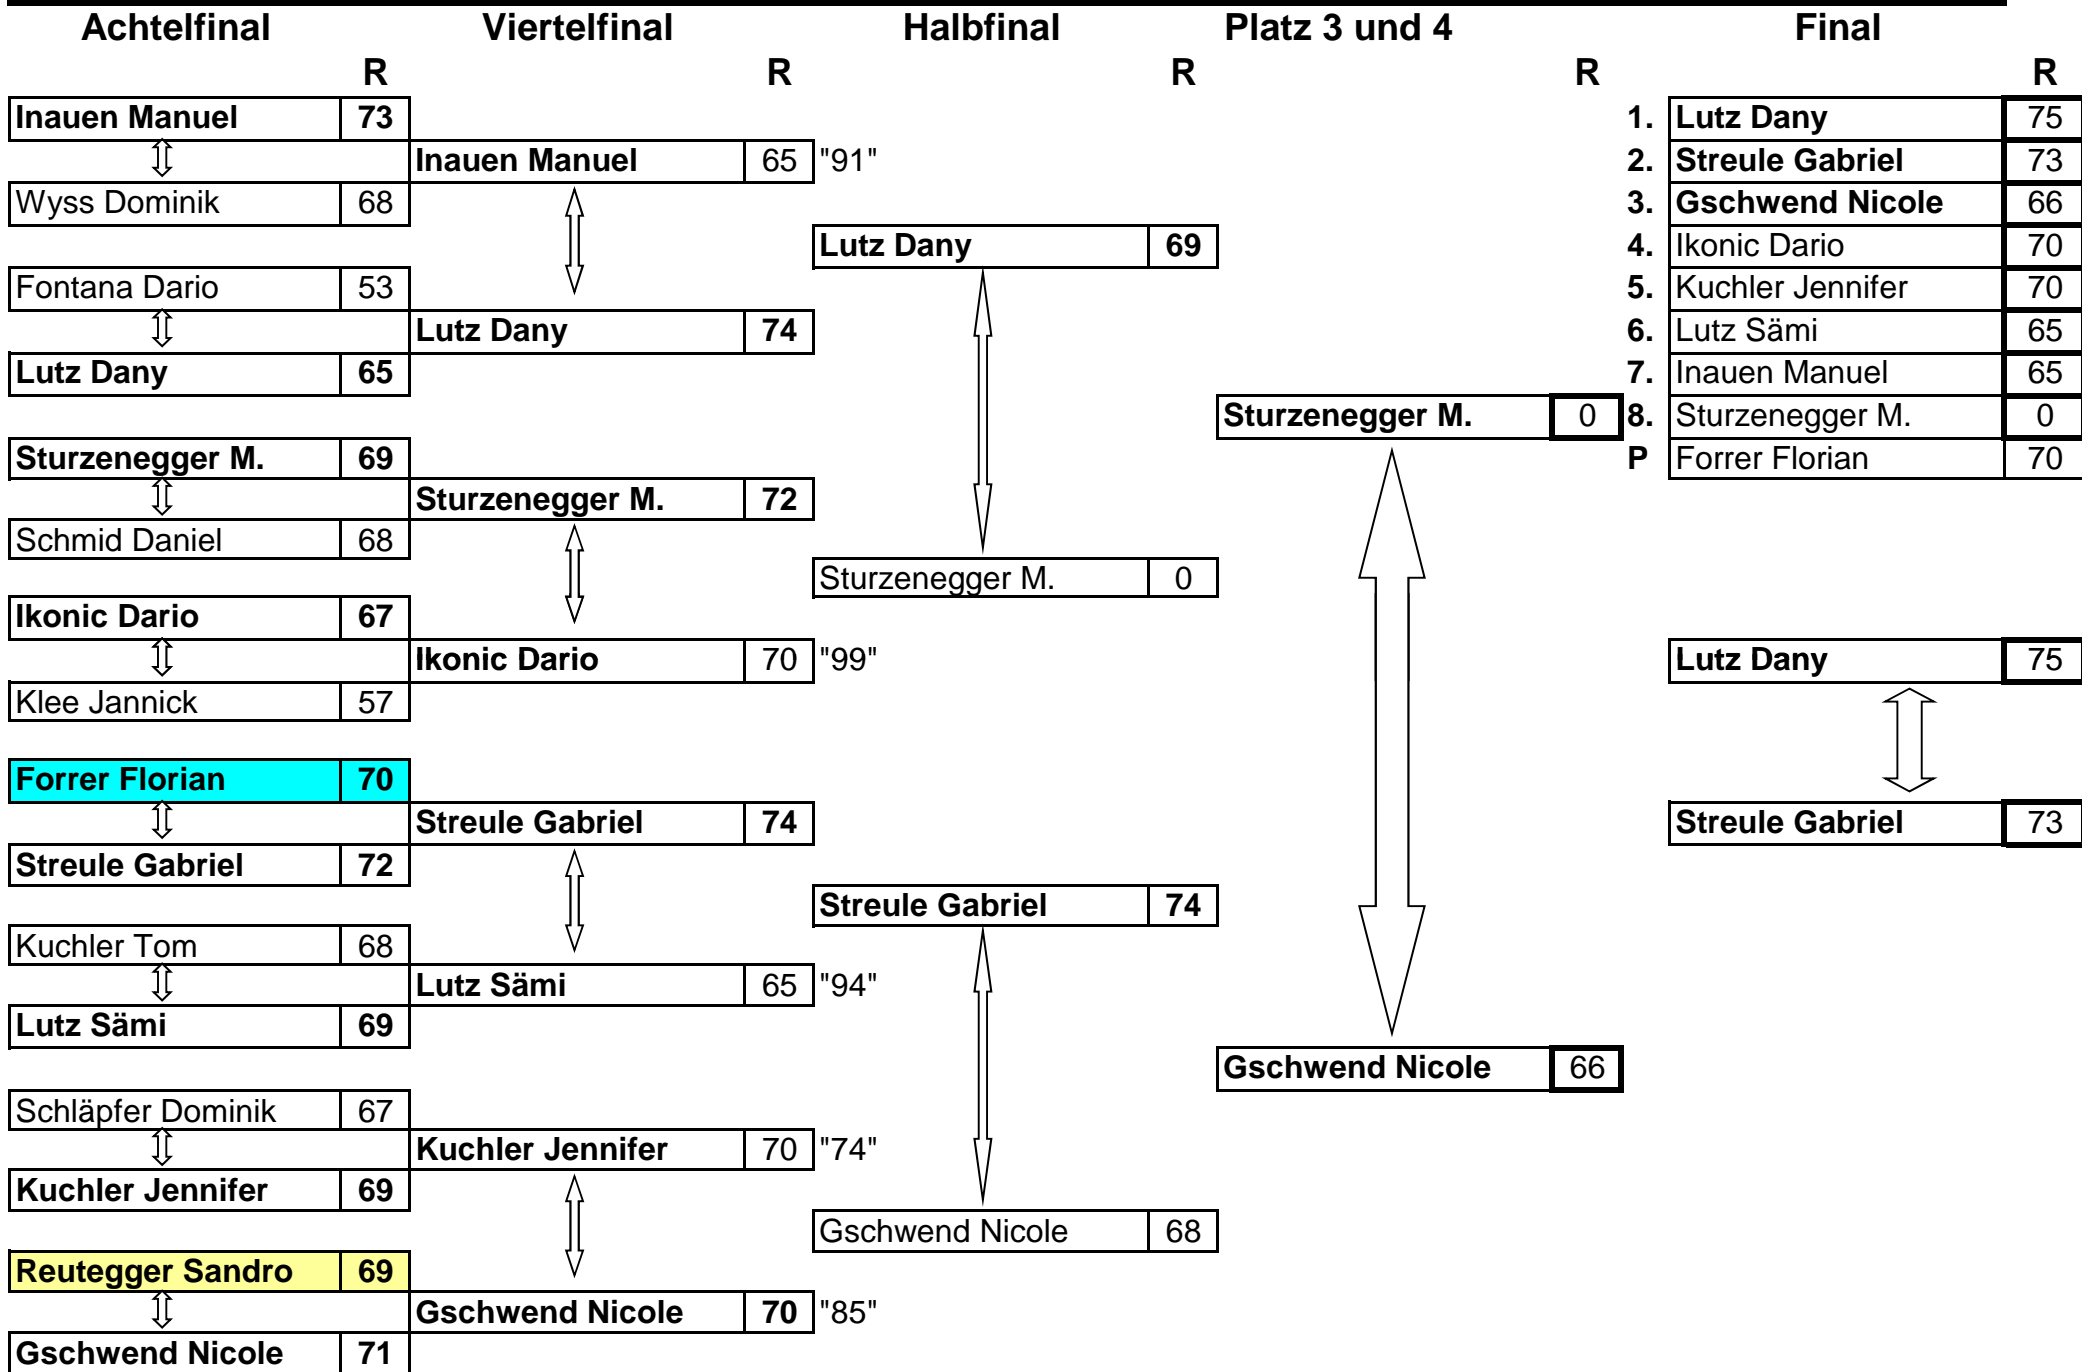 Achtelfinal Viertelfinal Halbfinal Platz 3 und 4 Final
R R R R R
Inauen Manuel 73 1. Lutz Dany 75
Inauen Manuel 65 "91" 2. Streule Gabriel 73
Wyss Dominik 68 3. Gschwend Nicole 66
Lutz Dany 69 4. Ikonic Dario 70
Fontana Dario 53 5. Kuchler Jennifer 70
Lutz Dany 74 6. Lutz Sämi 65
Lutz Dany 65 7. Inauen Manuel 65
Sturzenegger M. 0 8. Sturzenegger M. 0
Sturzenegger M. 69 P Forrer Florian 70
Sturzenegger M. 72
Schmid Daniel 68
Sturzenegger M. 0
Ikonic Dario 67
Ikonic Dario 70 "99" Lutz Dany 75
Klee Jannick 57
Forrer Florian 70
Streule Gabriel 74 Streule Gabriel 73
Streule Gabriel 72
Streule Gabriel 74
Kuchler Tom 68
Lutz Sämi 65 "94"
Lutz Sämi 69
Gschwend Nicole 66
Schläpfer Dominik 67
Kuchler Jennifer 70 "74"
Kuchler Jennifer 69
Gschwend Nicole 68
Reutegger Sandro 69
Gschwend Nicole 70 "85"
Gschwend Nicole 71